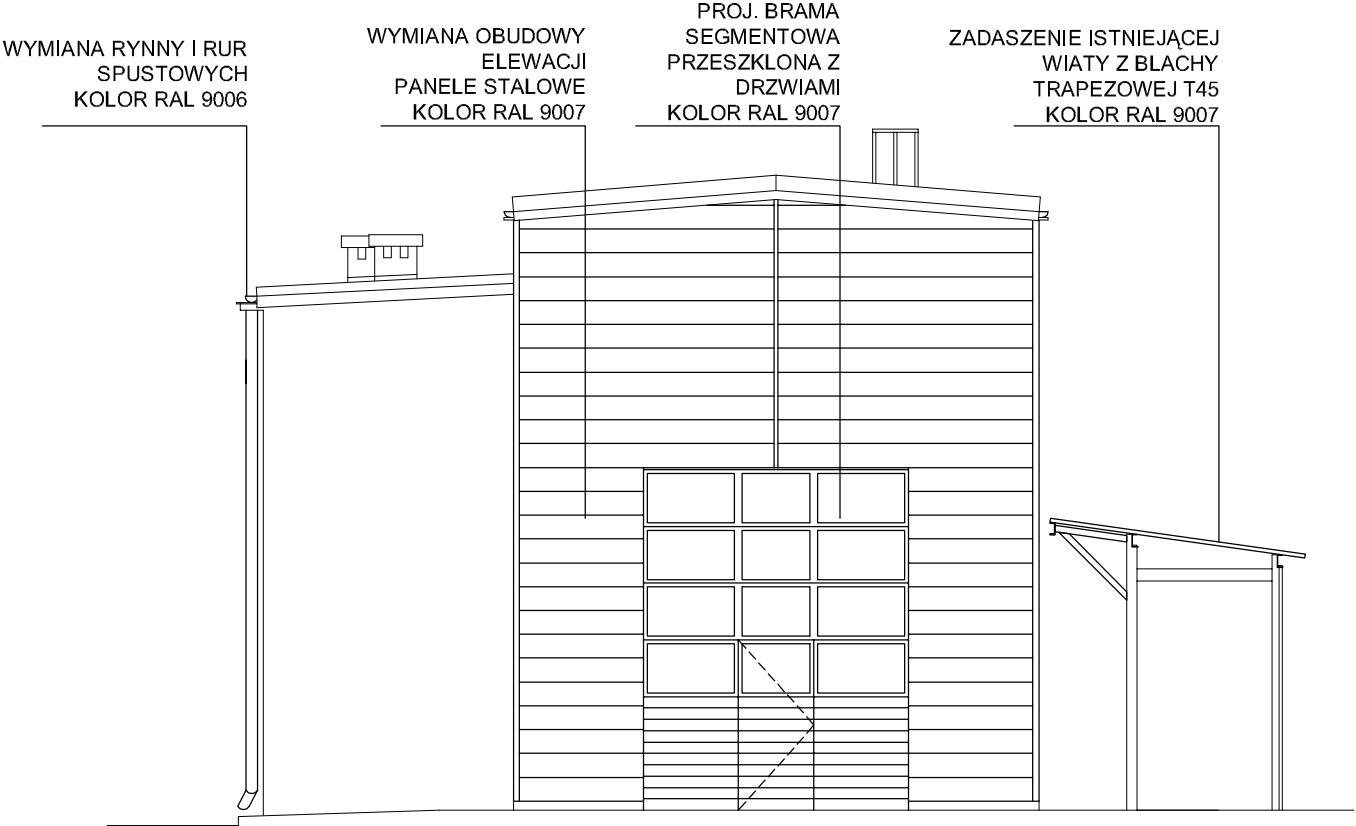 WYMIANA RYNNY I RUR
SPUSTOWYCH
KOLOR RAL 9006
WYMIANA OBUDOWY
ELEWACJI
PANELE STALOWE
KOLOR RAL 9007
PROJ. BRAMA
SEGMENTOWA
PRZESZKLONA Z
DRZWIAMI
KOLOR RAL 9007
ZADASZENIE ISTNIEJĄCEJ
WIATY Z BLACHY
TRAPEZOWEJ T45
KOLOR RAL 9007